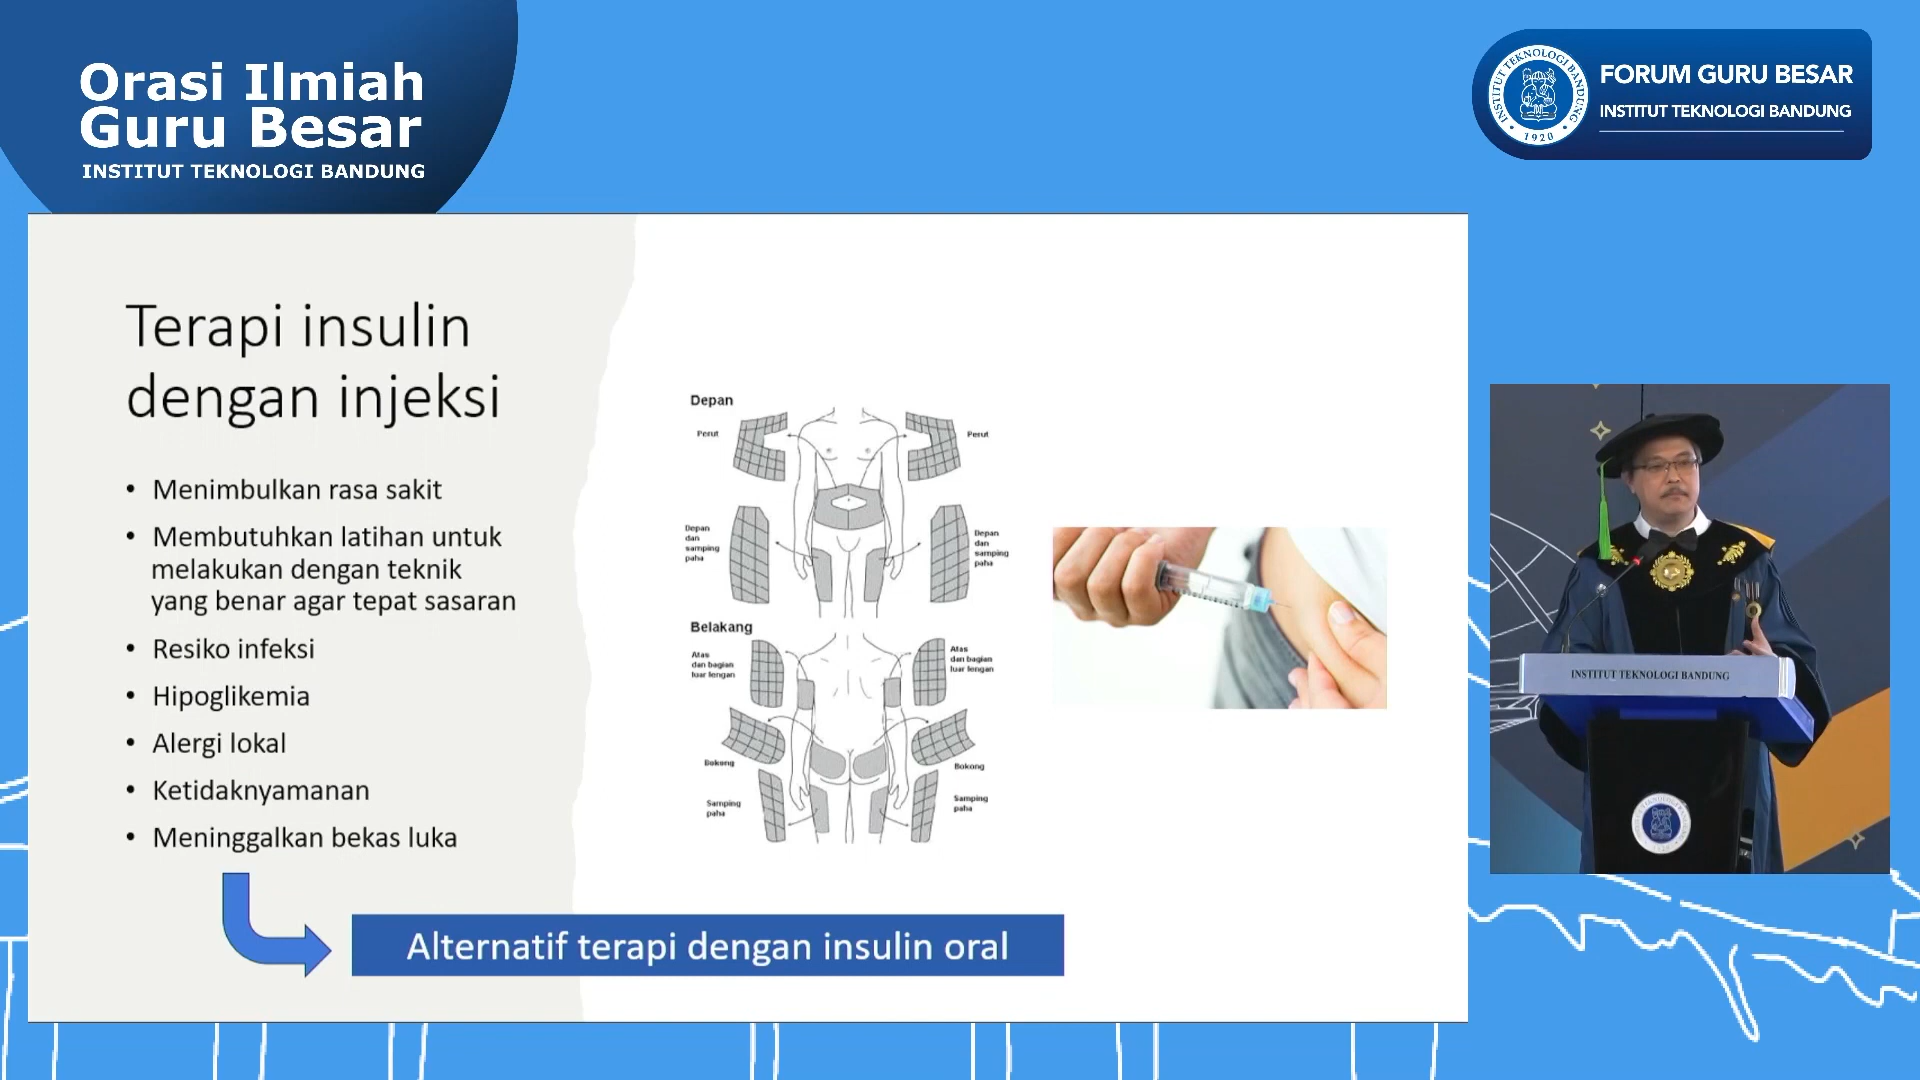 Orasi Ilmiah
Guru Besar
INSTITUT TEKNOLOGI BANDUNG
INSTITUT TEKNOLOGI BANDUNG
1920
FORUM GURU BESAR
INSTITUT TEKNOLOGI BANDUNG
Terapi insulin
dengan injeksi
• Menimbulkan rasa sakit
• Membutuhkan latihan untuk
melakukan dengan teknik
yang benar agar tepat sasaran
• Resiko infeksi
• Hipoglikemia
• Alergi lokal
• Ketidaknyamanan
• Meninggalkan bekas luka
Alternatif terapi dengan insulin oral
Depan
Perut
Perut
Depan
dan
samping
paha
Depan
dan
samping
paha
Belakang
Atas
dan bagian
luar lengan
Atas
dan bagian
luar lengan
Bokong
Bokong
Samping
paha
Samping
paha
INSTITUT TEKNOLOGI BANDUNG